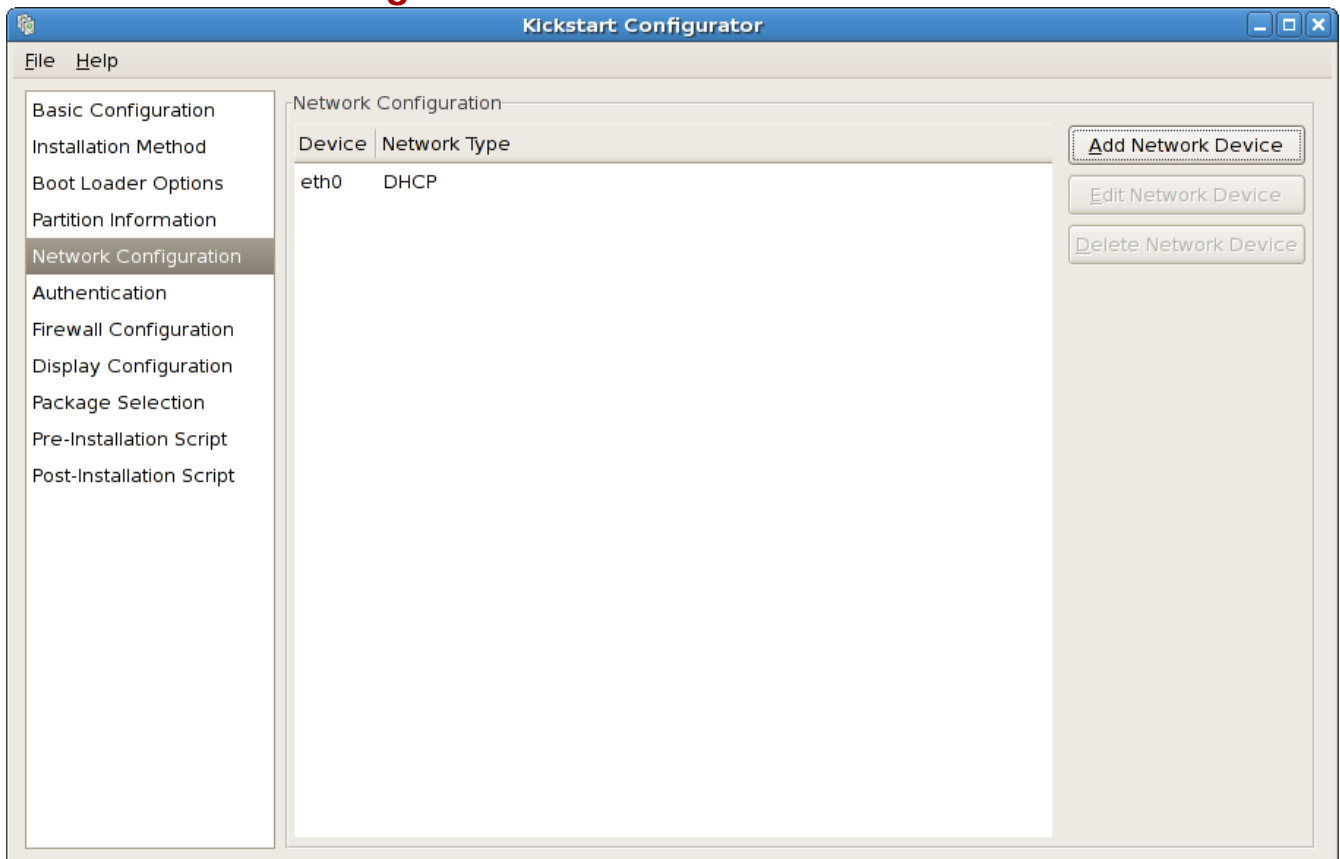 Kickstart Configurator
File Help
Basic Configuration
Installation Method
Boot Loader Options
Partition Information
Network Configuration
Authentication
Firewall Configuration
Display Configuration
Package Selection
Pre-Installation Script
Post-Installation Script
Network Configuration
Device Network Type
eth0 DHCP
Add Network Device
Edit Network Device
Delete Network Device